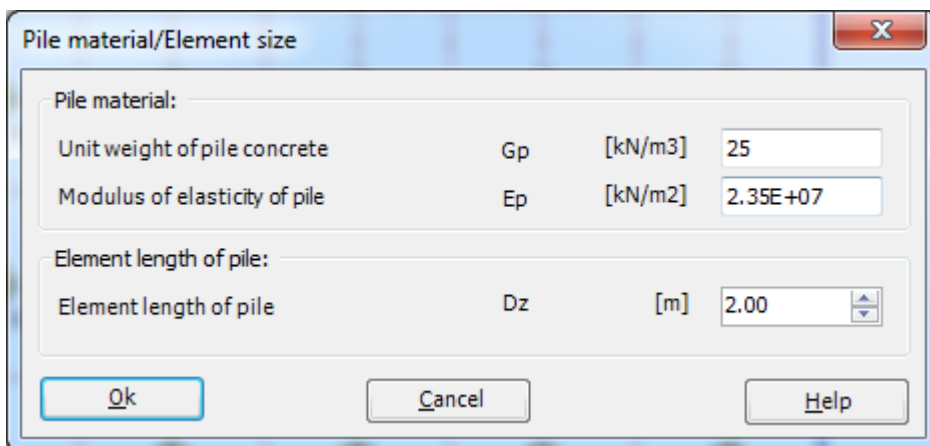 Pile material/Element size
Pile material:
Unit weight of pile concrete Gp [kN/m3] 25
Modulus of elasticity of pile Ep [kN/m2] 2.35E+07
Element length of pile:
Element length of pile Dz [m] 2.00
Ok Cancel Help